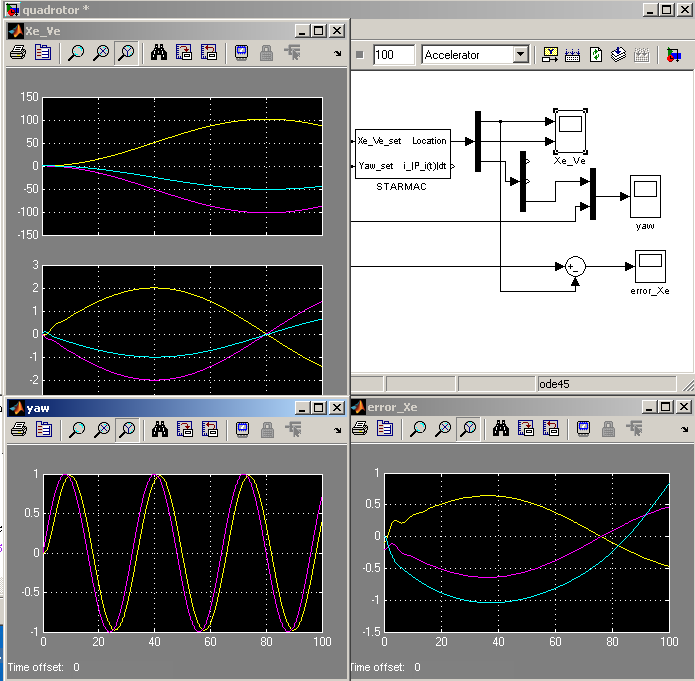 quadrotor *
Xe_Ve
100
Accelerator
150
100
50
0
-50
-100
-150
3
2
1
0
-1
-2
Xe_Ve_set Location
Yaw_set i_IP_i(t)ldt
STARMAC
Xe_Ve
yaw
+
-
error_Xe
ode45
yaw
1
0.5
0
-0.5
-1
0 20 40 60 80 100
Time offset: 0
error_Xe
1
0.5
0
-0.5
-1
-1.5
0 20 40 60 80 100
Time offset: 0